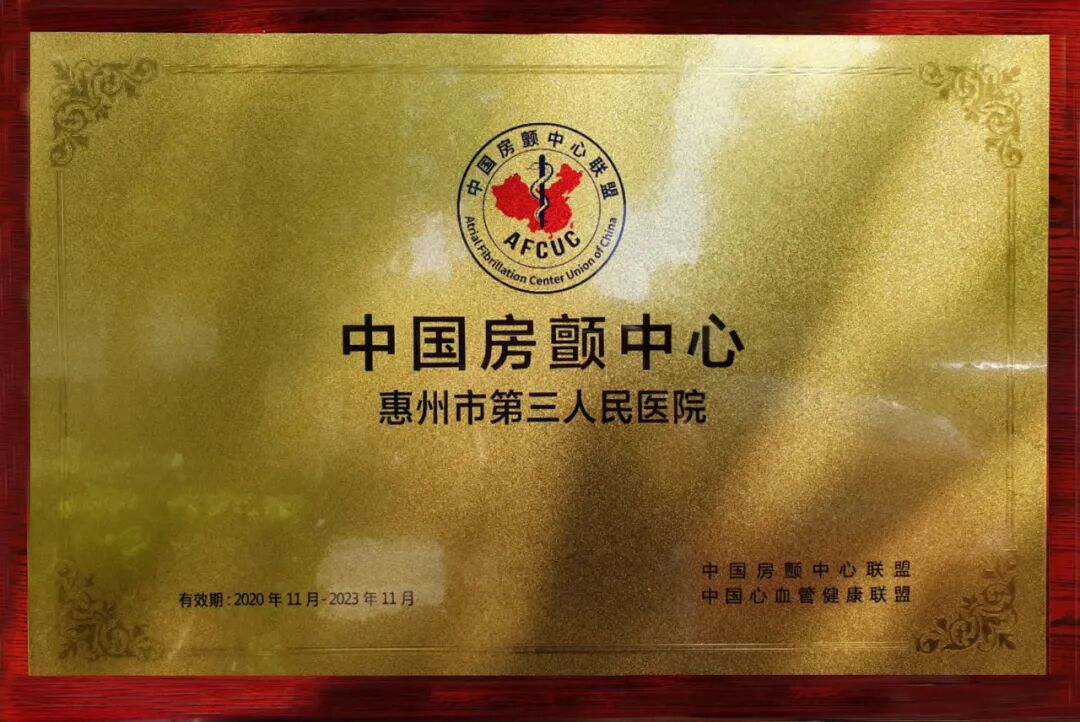 中国房颤中心联盟
AFCUC
Atrial Fibrillation Center Union of China
中国房颤中心
惠州市第三人民医院
有效期:2020年11月-2023年11月
中国房颤中心联盟
中国心血管健康联盟